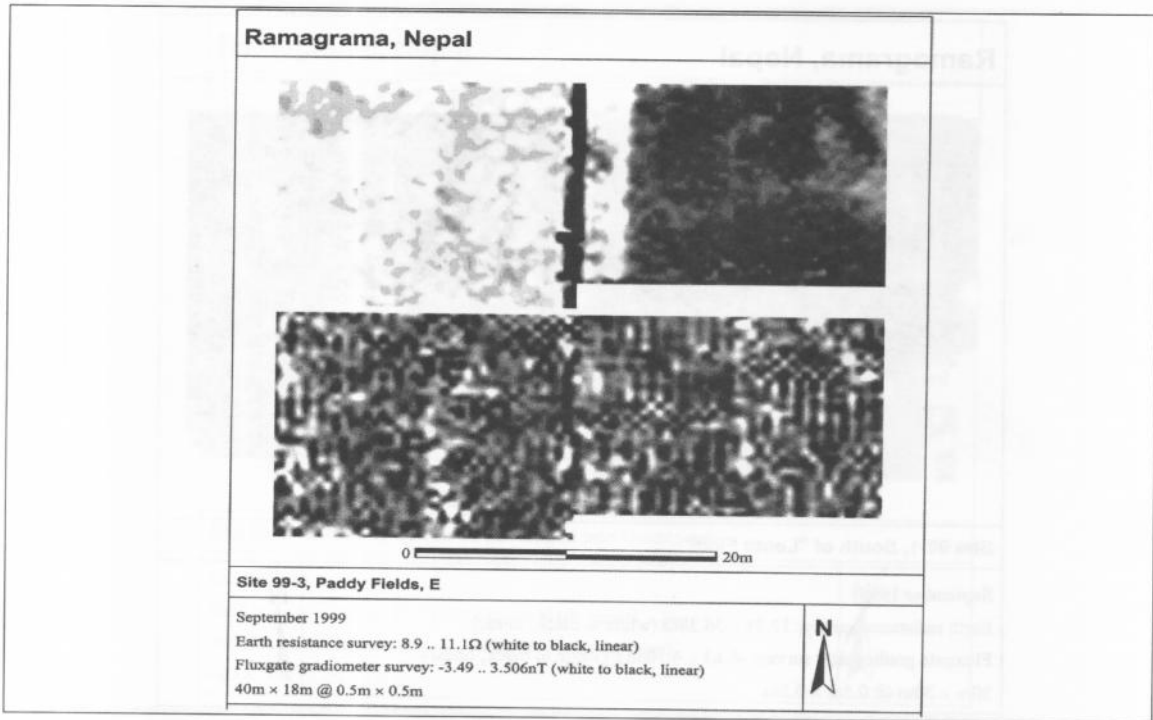 Ramagrama, Nepal
0 20m
Site 99-3, Paddy Fields, E
September 1999
Earth resistance survey: 8.9 .. 11.1Ω (white to black, linear)
Fluxgate gradiometer survey: -3.49 .. 3.506nT (white to black, linear)
40m × 18m @ 0.5m × 0.5m
N